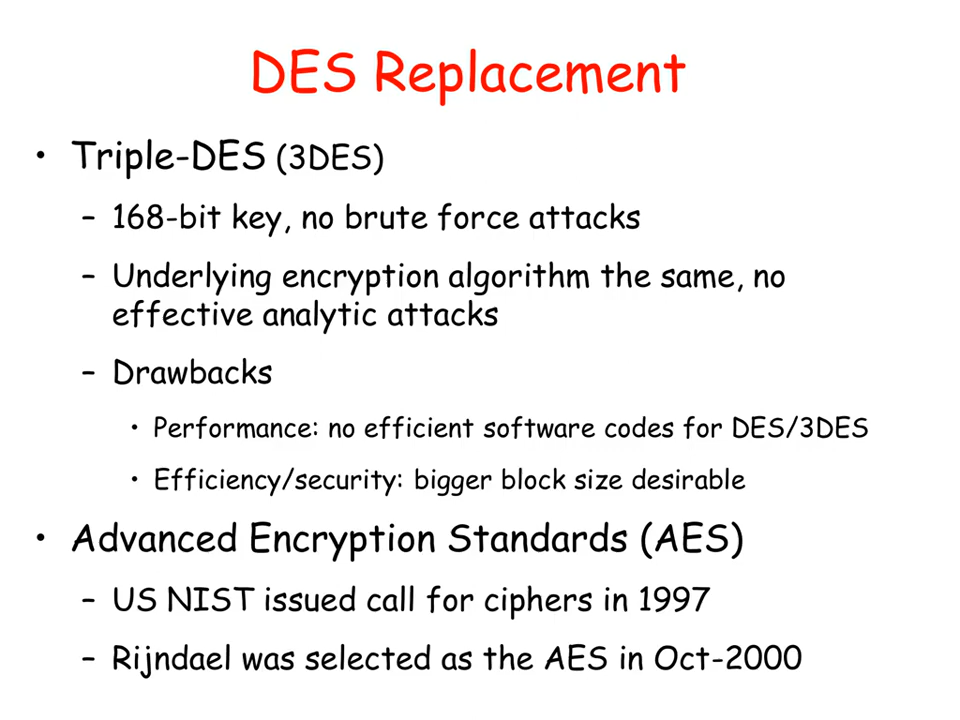 DES Replacement
• Triple-DES (3DES)
– 168-bit key, no brute force attacks
– Underlying encryption algorithm the same, no
effective analytic attacks
– Drawbacks
• Performance: no efficient software codes for DES/3DES
• Efficiency/security: bigger block size desirable
• Advanced Encryption Standards (AES)
– US NIST issued call for ciphers in 1997
– Rijndael was selected as the AES in Oct-2000